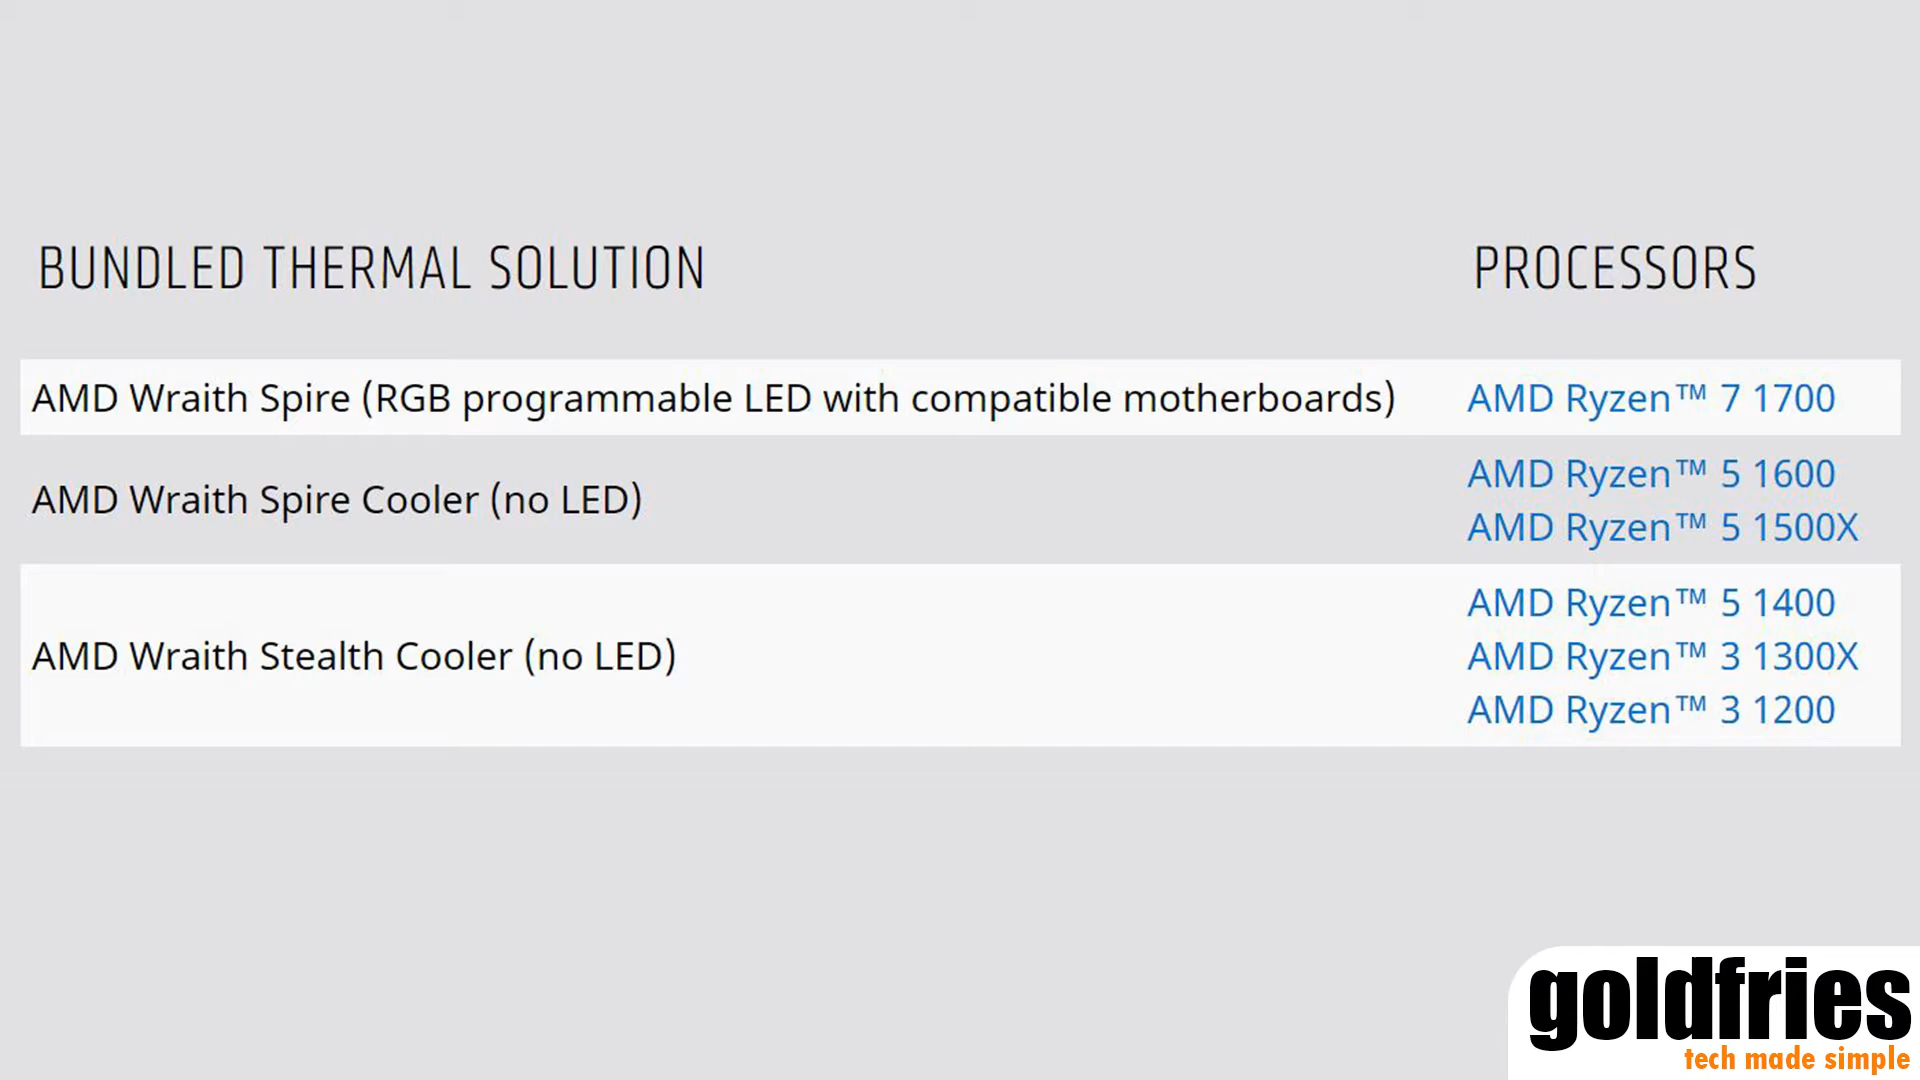 BUNDLED THERMAL SOLUTION
PROCESSORS
AMD Wraith Spire (RGB programmable LED with compatible motherboards)
AMD Ryzen™ 7 1700
AMD Wraith Spire Cooler (no LED)
AMD Ryzen™ 5 1600
AMD Ryzen™ 5 1500X
AMD Wraith Stealth Cooler (no LED)
AMD Ryzen™ 5 1400
AMD Ryzen™ 3 1300X
AMD Ryzen™ 3 1200
goldfries
tech made simple